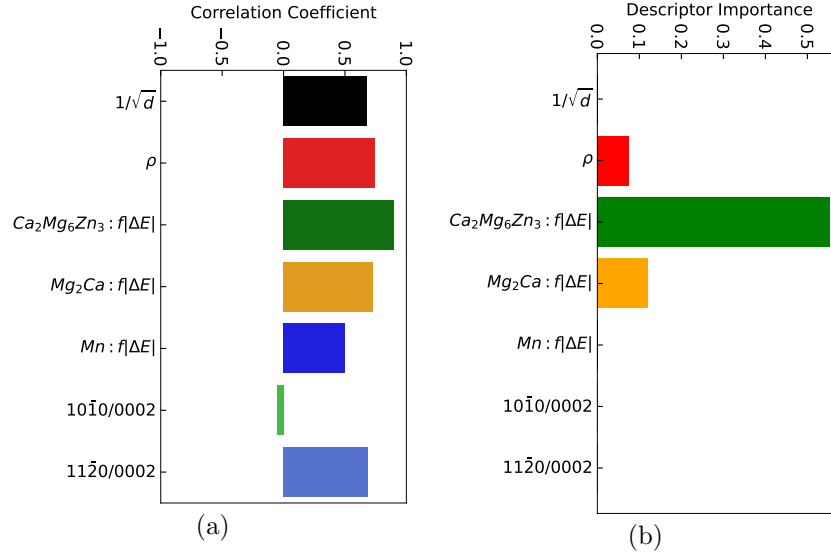 Correlation Coefficient
−1.0 −0.5 0.0 0.5 1.0
1/√d
ρ
Ca₂Mg₆Zn₃ : f|ΔE|
Mg₂Ca : f|ΔE|
Mn : f|ΔE|
101̄0/0002
112̄0/0002
(a)
Descriptor Importance
0.0 0.1 0.2 0.3 0.4 0.5
1/√d
ρ
Ca₂Mg₆Zn₃ : f|ΔE|
Mg₂Ca : f|ΔE|
Mn : f|ΔE|
101̄0/0002
112̄0/0002
(b)